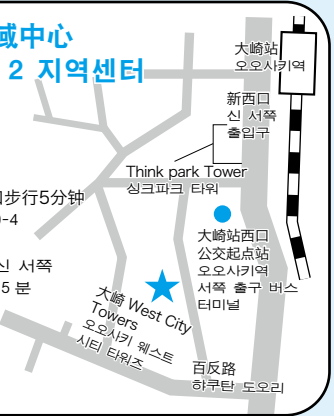 域中心
2 지역센터
大崎站
오오사키역
新西口
신 서쪽
출입구
Think park Tower
싱크파크 타워
步行5分钟
-4
大崎站西口
公交起点站
오오사키역
서쪽 출구 버스
터미널
신 서쪽
5 분
大崎 West City
Towers
오오사키 웨스트
시티 타워즈
百反路
햐쿠탄 도오리